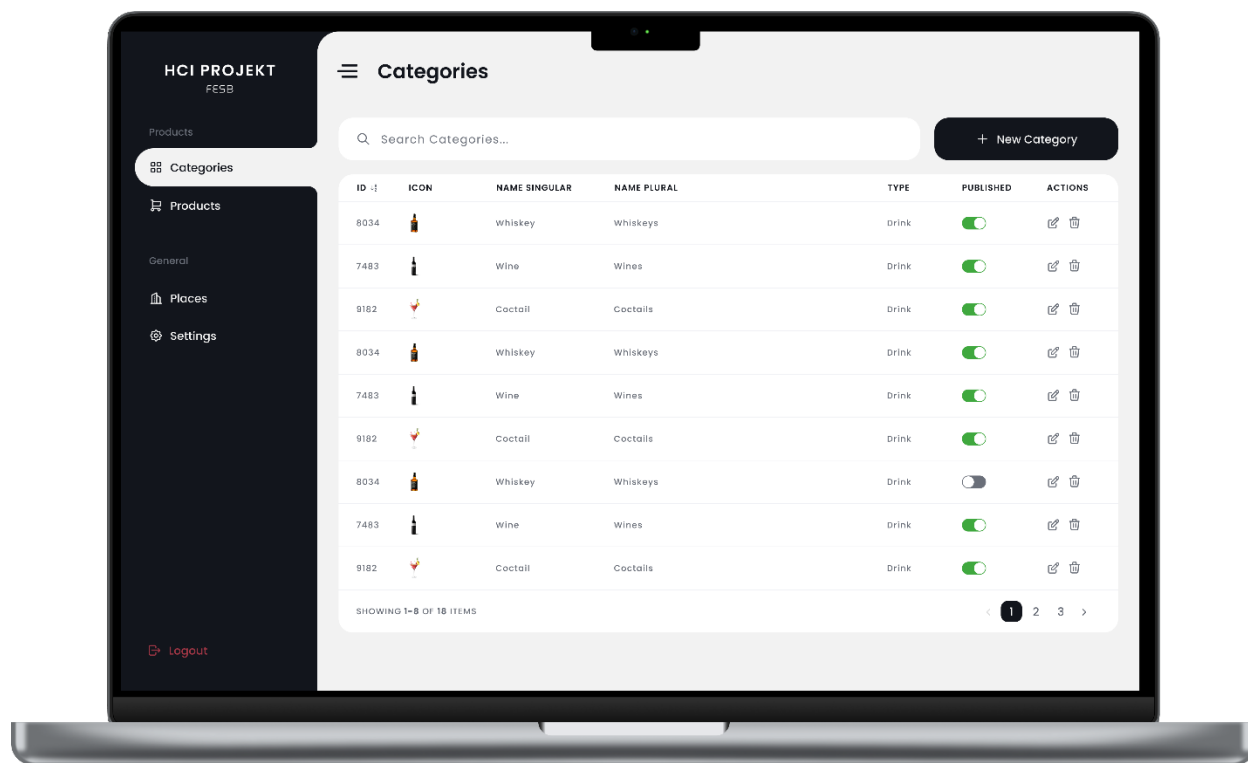 HCI PROJEKT
FESB
Products
Categories
Products
General
Places
Settings
Logout
Categories
Search Categories...
+ New Category
ID ICON NAME SINGULAR NAME PLURAL TYPE PUBLISHED ACTIONS
8034 Whiskey Whiskeys Drink
7483 Wine Wines Drink
9182 Coctail Coctails Drink
8034 Whiskey Whiskeys Drink
7483 Wine Wines Drink
9182 Coctail Coctails Drink
8034 Whiskey Whiskeys Drink
7483 Wine Wines Drink
9182 Coctail Coctails Drink
SHOWING 1-8 OF 18 ITEMS
< 1 2 3 >